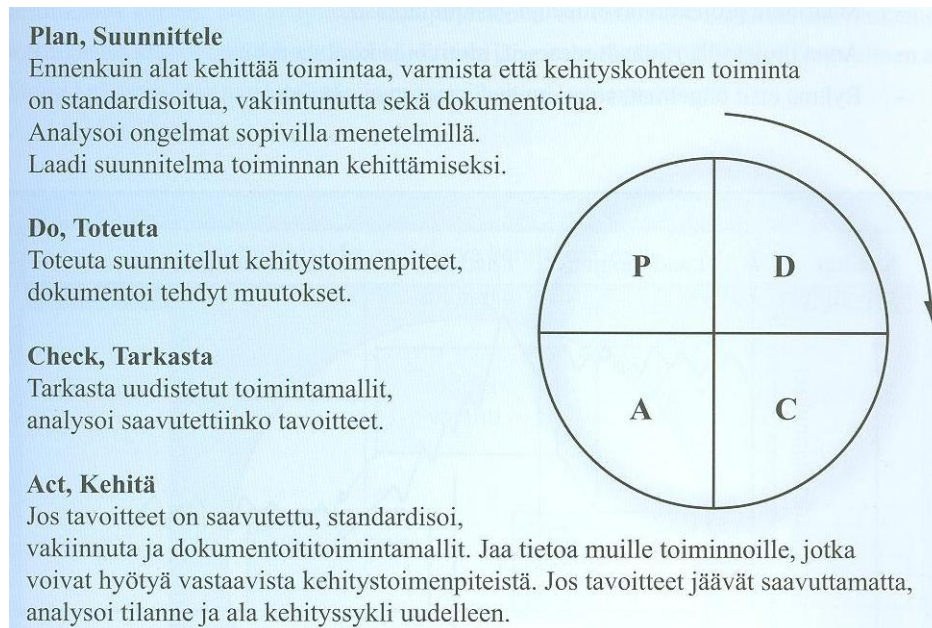 Plan, Suunnittele
Ennenkuin alat kehittää toimintaa, varmista että kehityskohteen toiminta
on standardisoitua, vakiintunutta sekä dokumentoitua.
Analysoi ongelmat sopivilla menetelmillä.
Laadi suunnitelma toiminnan kehittämiseksi.
Do, Toteuta
Toteuta suunnitellut kehitystoimenpiteet,
dokumentoi tehdyt muutokset.
Check, Tarkasta
Tarkasta uudistetut toimintamallit,
analysoi saavutettiinko tavoitteet.
Act, Kehitä
Jos tavoitteet on saavutettu, standardisoi,
vakiinnuta ja dokumentoititoimintamallit. Jaa tietoa muille toiminnoille, jotka
voivat hyötyä vastaavista kehitystoimenpiteistä. Jos tavoitteet jäävät saavuttamatta,
analysoi tilanne ja ala kehityssykli uudelleen.
P
D
A
C